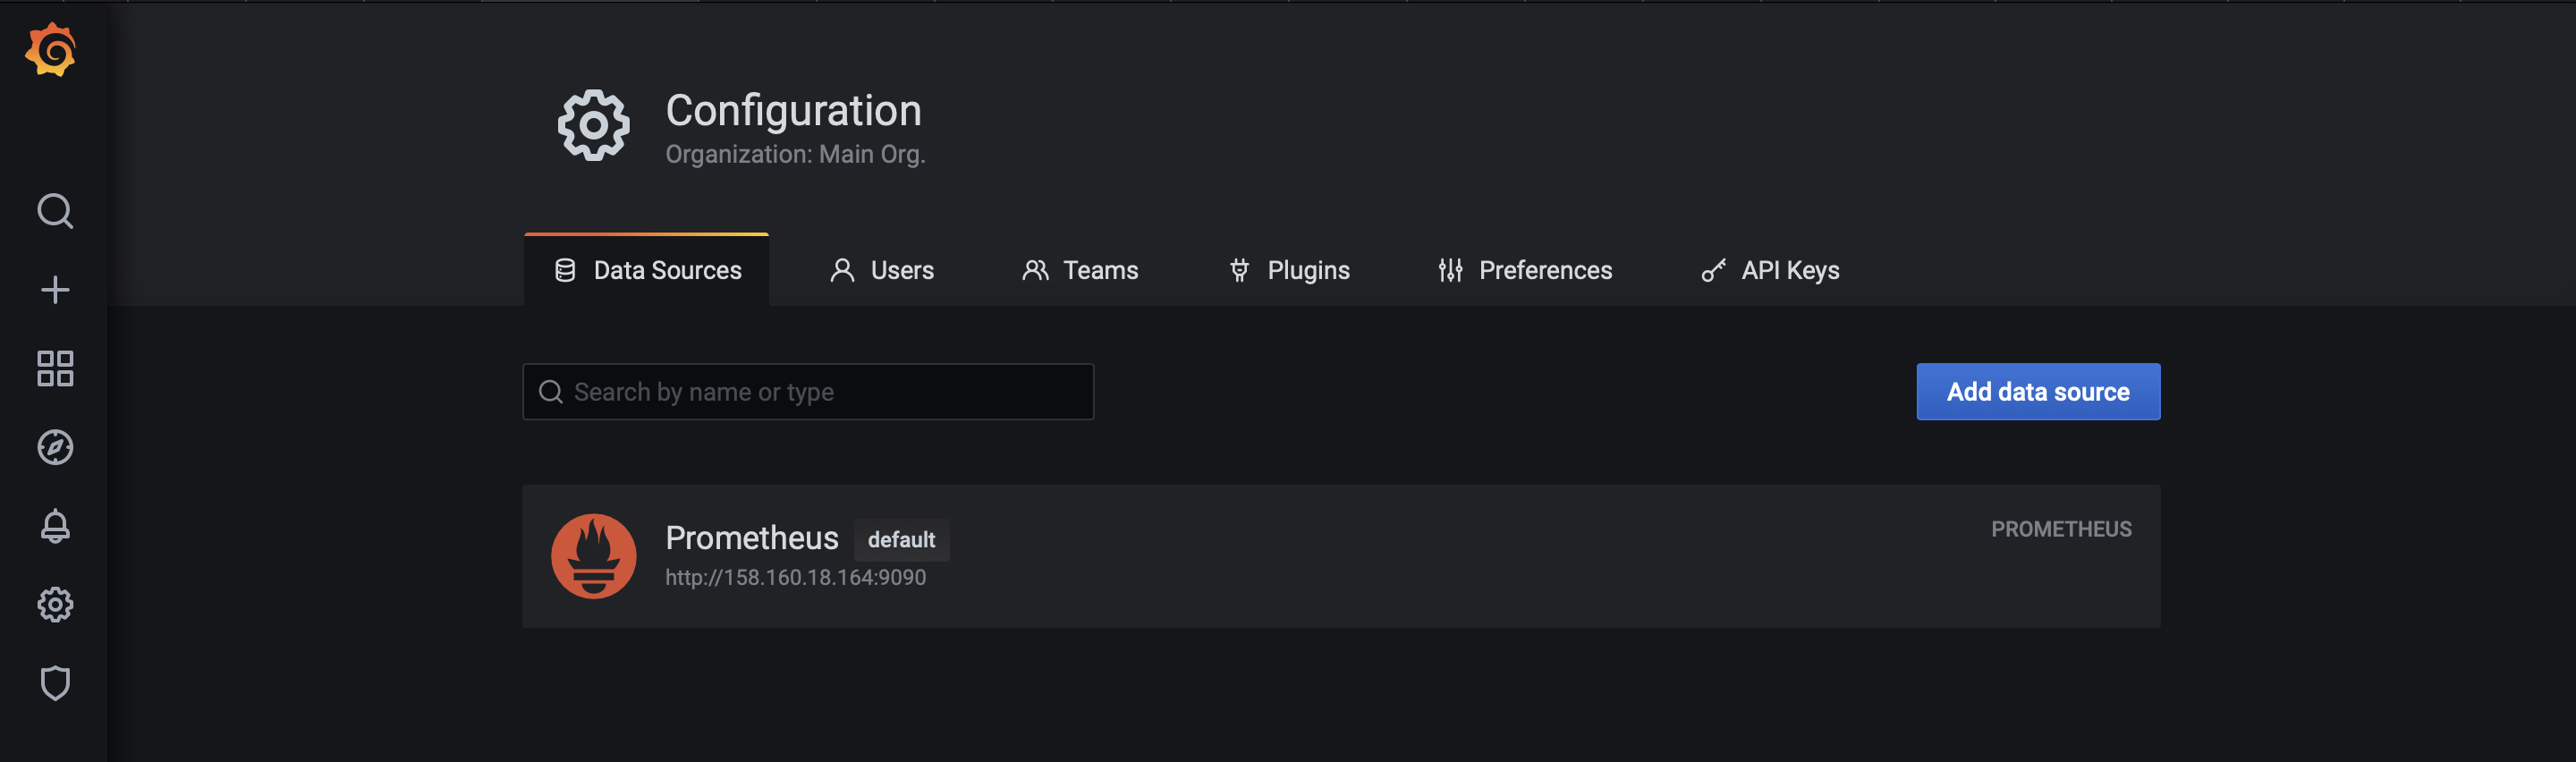 Configuration
Organization: Main Org.
Data Sources Users Teams Plugins Preferences API Keys
Search by name or type
Add data source
Prometheus default
PROMETHEUS
http://158.160.18.164:9090